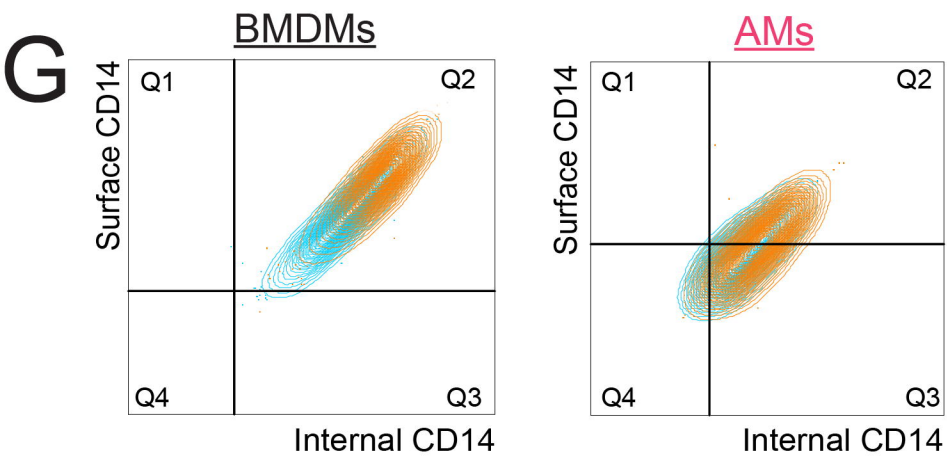 G
BMDMs
Surface CD14
Q1
Q2
Q4
Q3
Internal CD14
AMs
Surface CD14
Q1
Q2
Q4
Q3
Internal CD14